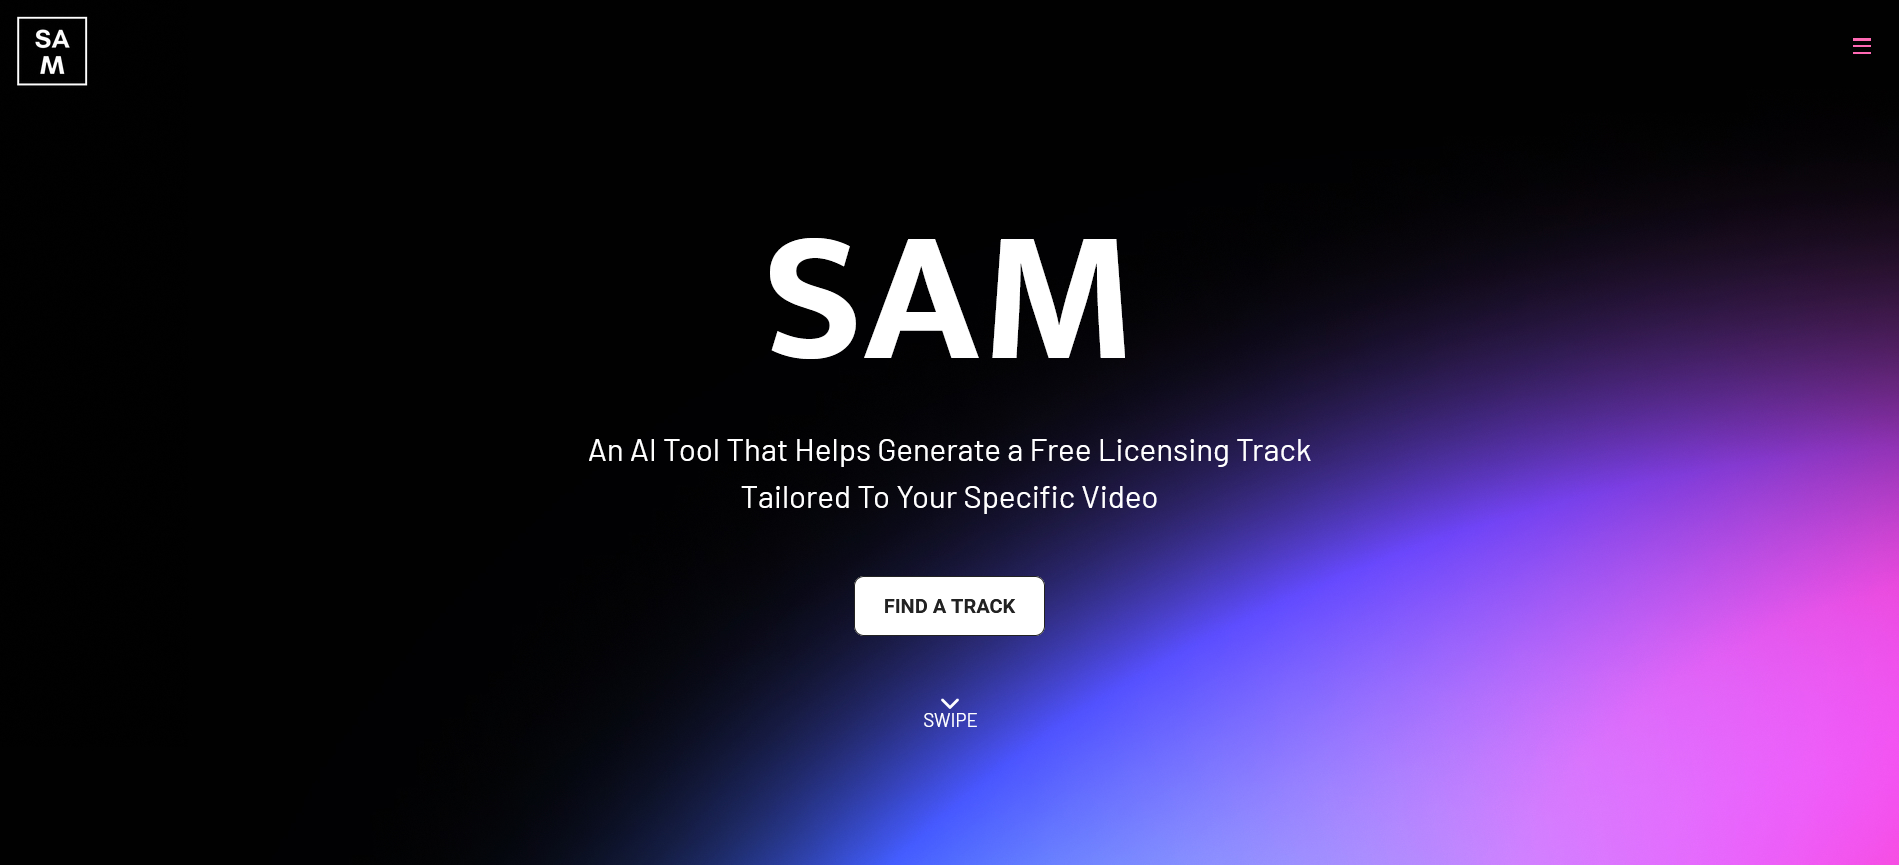 SA
M
SAM
An AI Tool That Helps Generate a Free Licensing Track
Tailored To Your Specific Video
FIND A TRACK
SWIPE